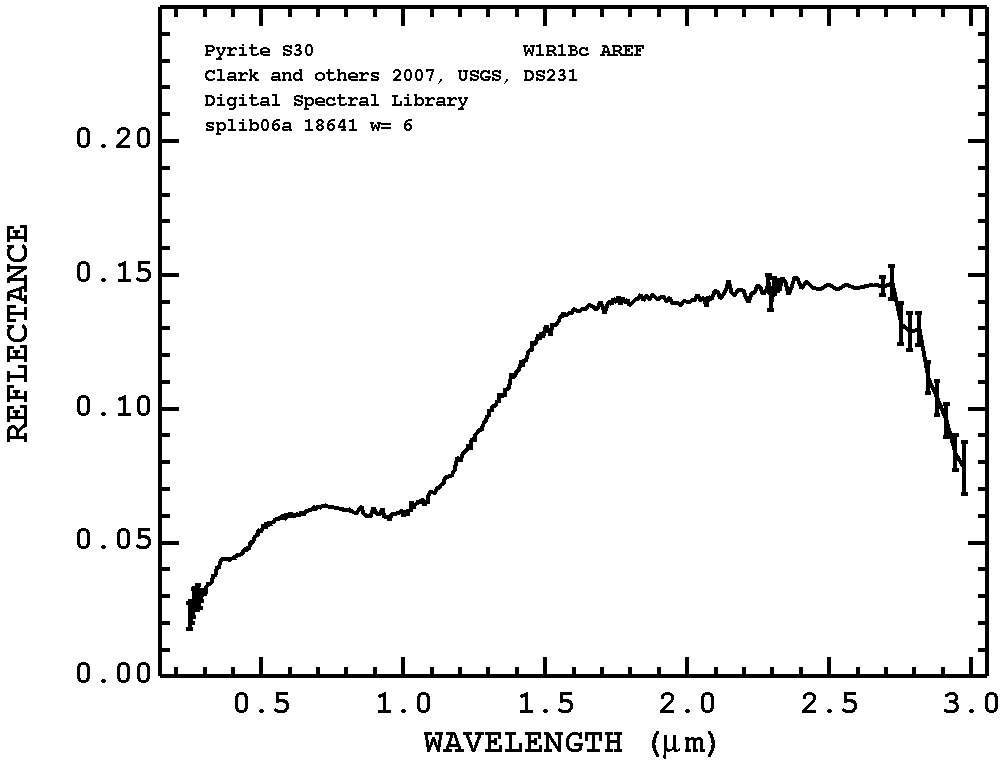 Pyrite S30 W1R1Bc AREF
Clark and others 2007, USGS, DS231
Digital Spectral Library
splib06a 18641 w= 6
REFLECTANCE
0.20
0.15
0.10
0.05
0.00
0.5 1.0 1.5 2.0 2.5 3.0
WAVELENGTH (μm)